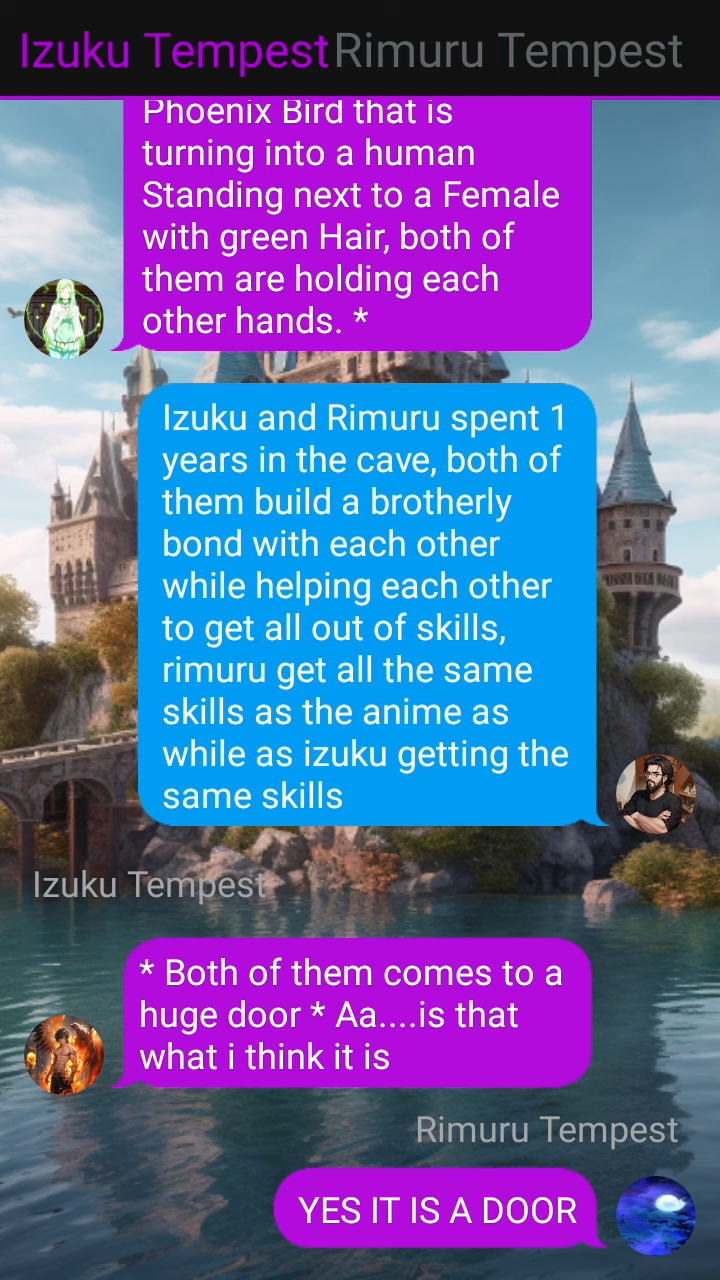 Izuku Tempest Rimuru Tempest
Phoenix Bird that is
turning into a human
Standing next to a Female
with green Hair, both of
them are holding each
other hands. *
Izuku and Rimuru spent 1
years in the cave, both of
them build a brotherly
bond with each other
while helping each other
to get all out of skills,
rimuru get all the same
skills as the anime as
while as izuku getting the
same skills
Izuku Tempest
* Both of them comes to a
huge door * Aa....is that
what i think it is
Rimuru Tempest
YES IT IS A DOOR